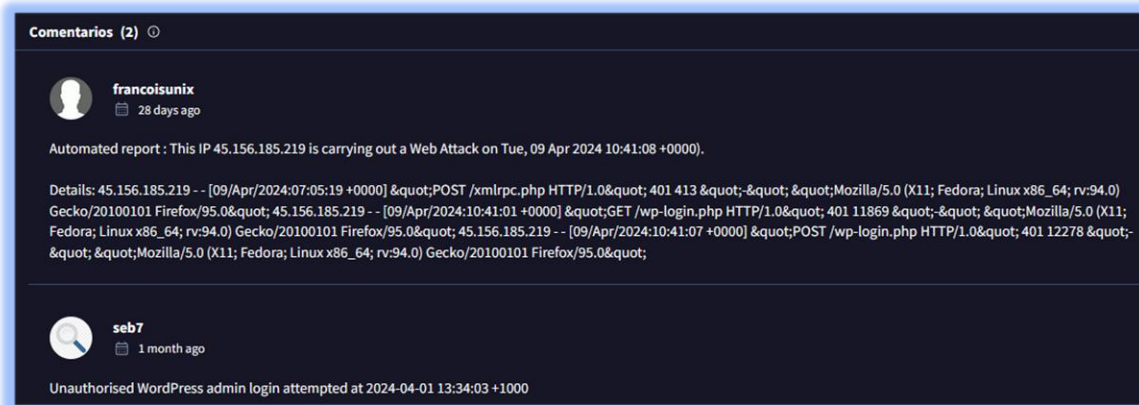 Comentarios (2)
francoisunix
28 days ago
Automated report : This IP 45.156.185.219 is carrying out a Web Attack on Tue, 09 Apr 2024 10:41:08 +0000).
Details: 45.156.185.219 - - [09/Apr/2024:07:05:19 +0000] &quot;POST /xmlrpc.php HTTP/1.0&quot; 401 413 &quot;-&quot; &quot;Mozilla/5.0 (X11; Fedora; Linux x86_64; rv:94.0)
Gecko/20100101 Firefox/95.0&quot; 45.156.185.219 - - [09/Apr/2024:10:41:01 +0000] &quot;GET /wp-login.php HTTP/1.0&quot; 401 11869 &quot;-&quot; &quot;Mozilla/5.0 (X11;
Fedora; Linux x86_64; rv:94.0) Gecko/20100101 Firefox/95.0&quot; 45.156.185.219 - - [09/Apr/2024:10:41:07 +0000] &quot;POST /wp-login.php HTTP/1.0&quot; 401 12278 &quot;-
&quot; &quot;Mozilla/5.0 (X11; Fedora; Linux x86_64; rv:94.0) Gecko/20100101 Firefox/95.0&quot;
seb7
1 month ago
Unauthorised WordPress admin login attempted at 2024-04-01 13:34:03 +1000